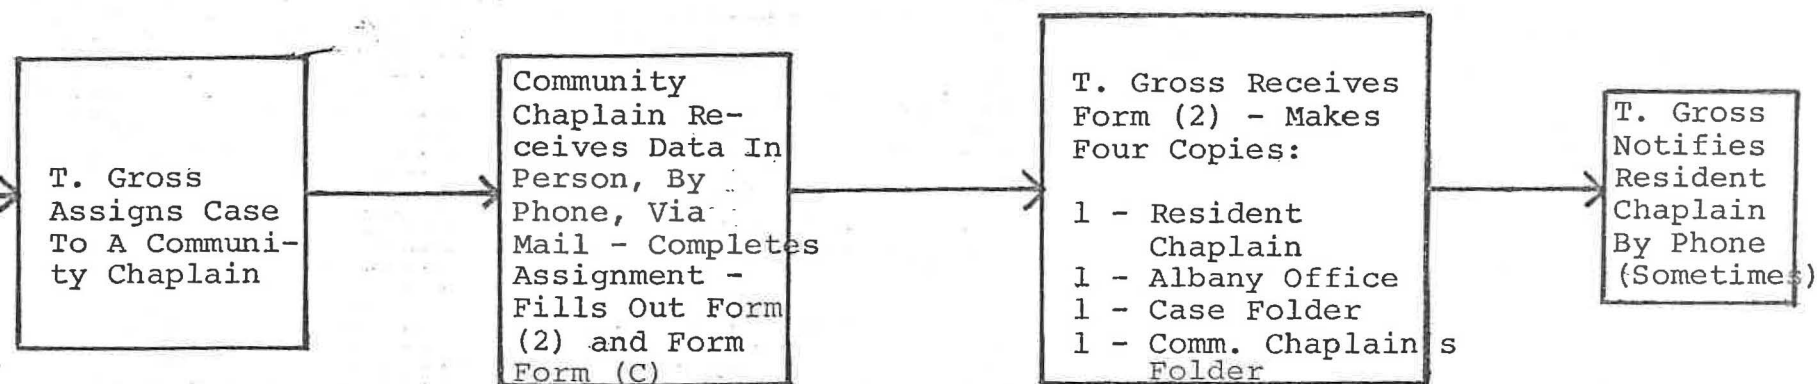 T. Gross
Assigns Case
To A Communi-
ty Chaplain
Community
Chaplain Re-
ceives Data In
Person, By
Phone, Via
Mail - Completes
Assignment -
Fills Out Form
(2) and Form
Form (C)
T. Gross Receives
Form (2) - Makes
Four Copies:
1 - Resident
Chaplain
1 - Albany Office
1 - Case Folder
1 - Comm. Chaplain s
Folder
T. Gross
Notifies
Resident
Chaplain
By Phone
(Sometimes)